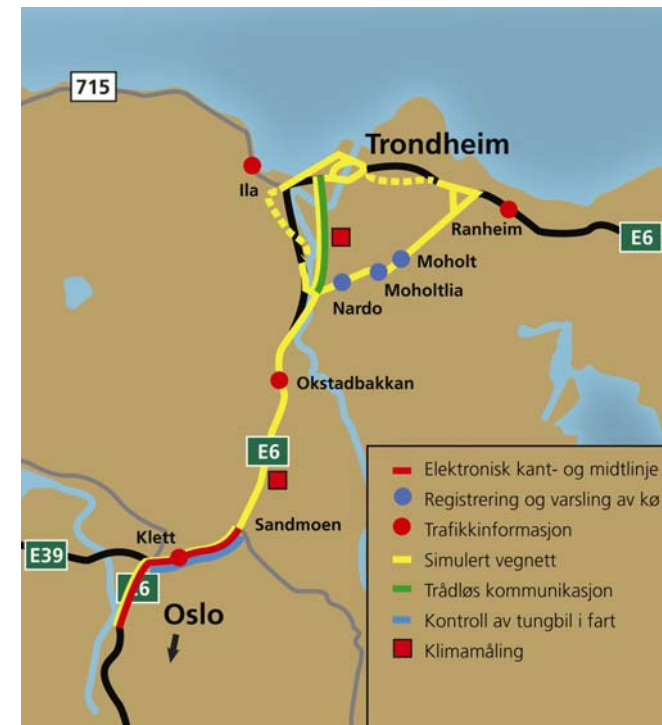 715
Trondheim
Ila
Ranheim
E6
Moholt
Moholtlia
Nardo
Okstadbakkan
E6
Sandmoen
Klett
E39
E6
Oslo
Elektronisk kant- og midtlinje
Registrering og varsling av kø
Trafikkinformasjon
Simulert vegnett
Trådløs kommunikasjon
Kontroll av tungbil i fart
Klimamåling